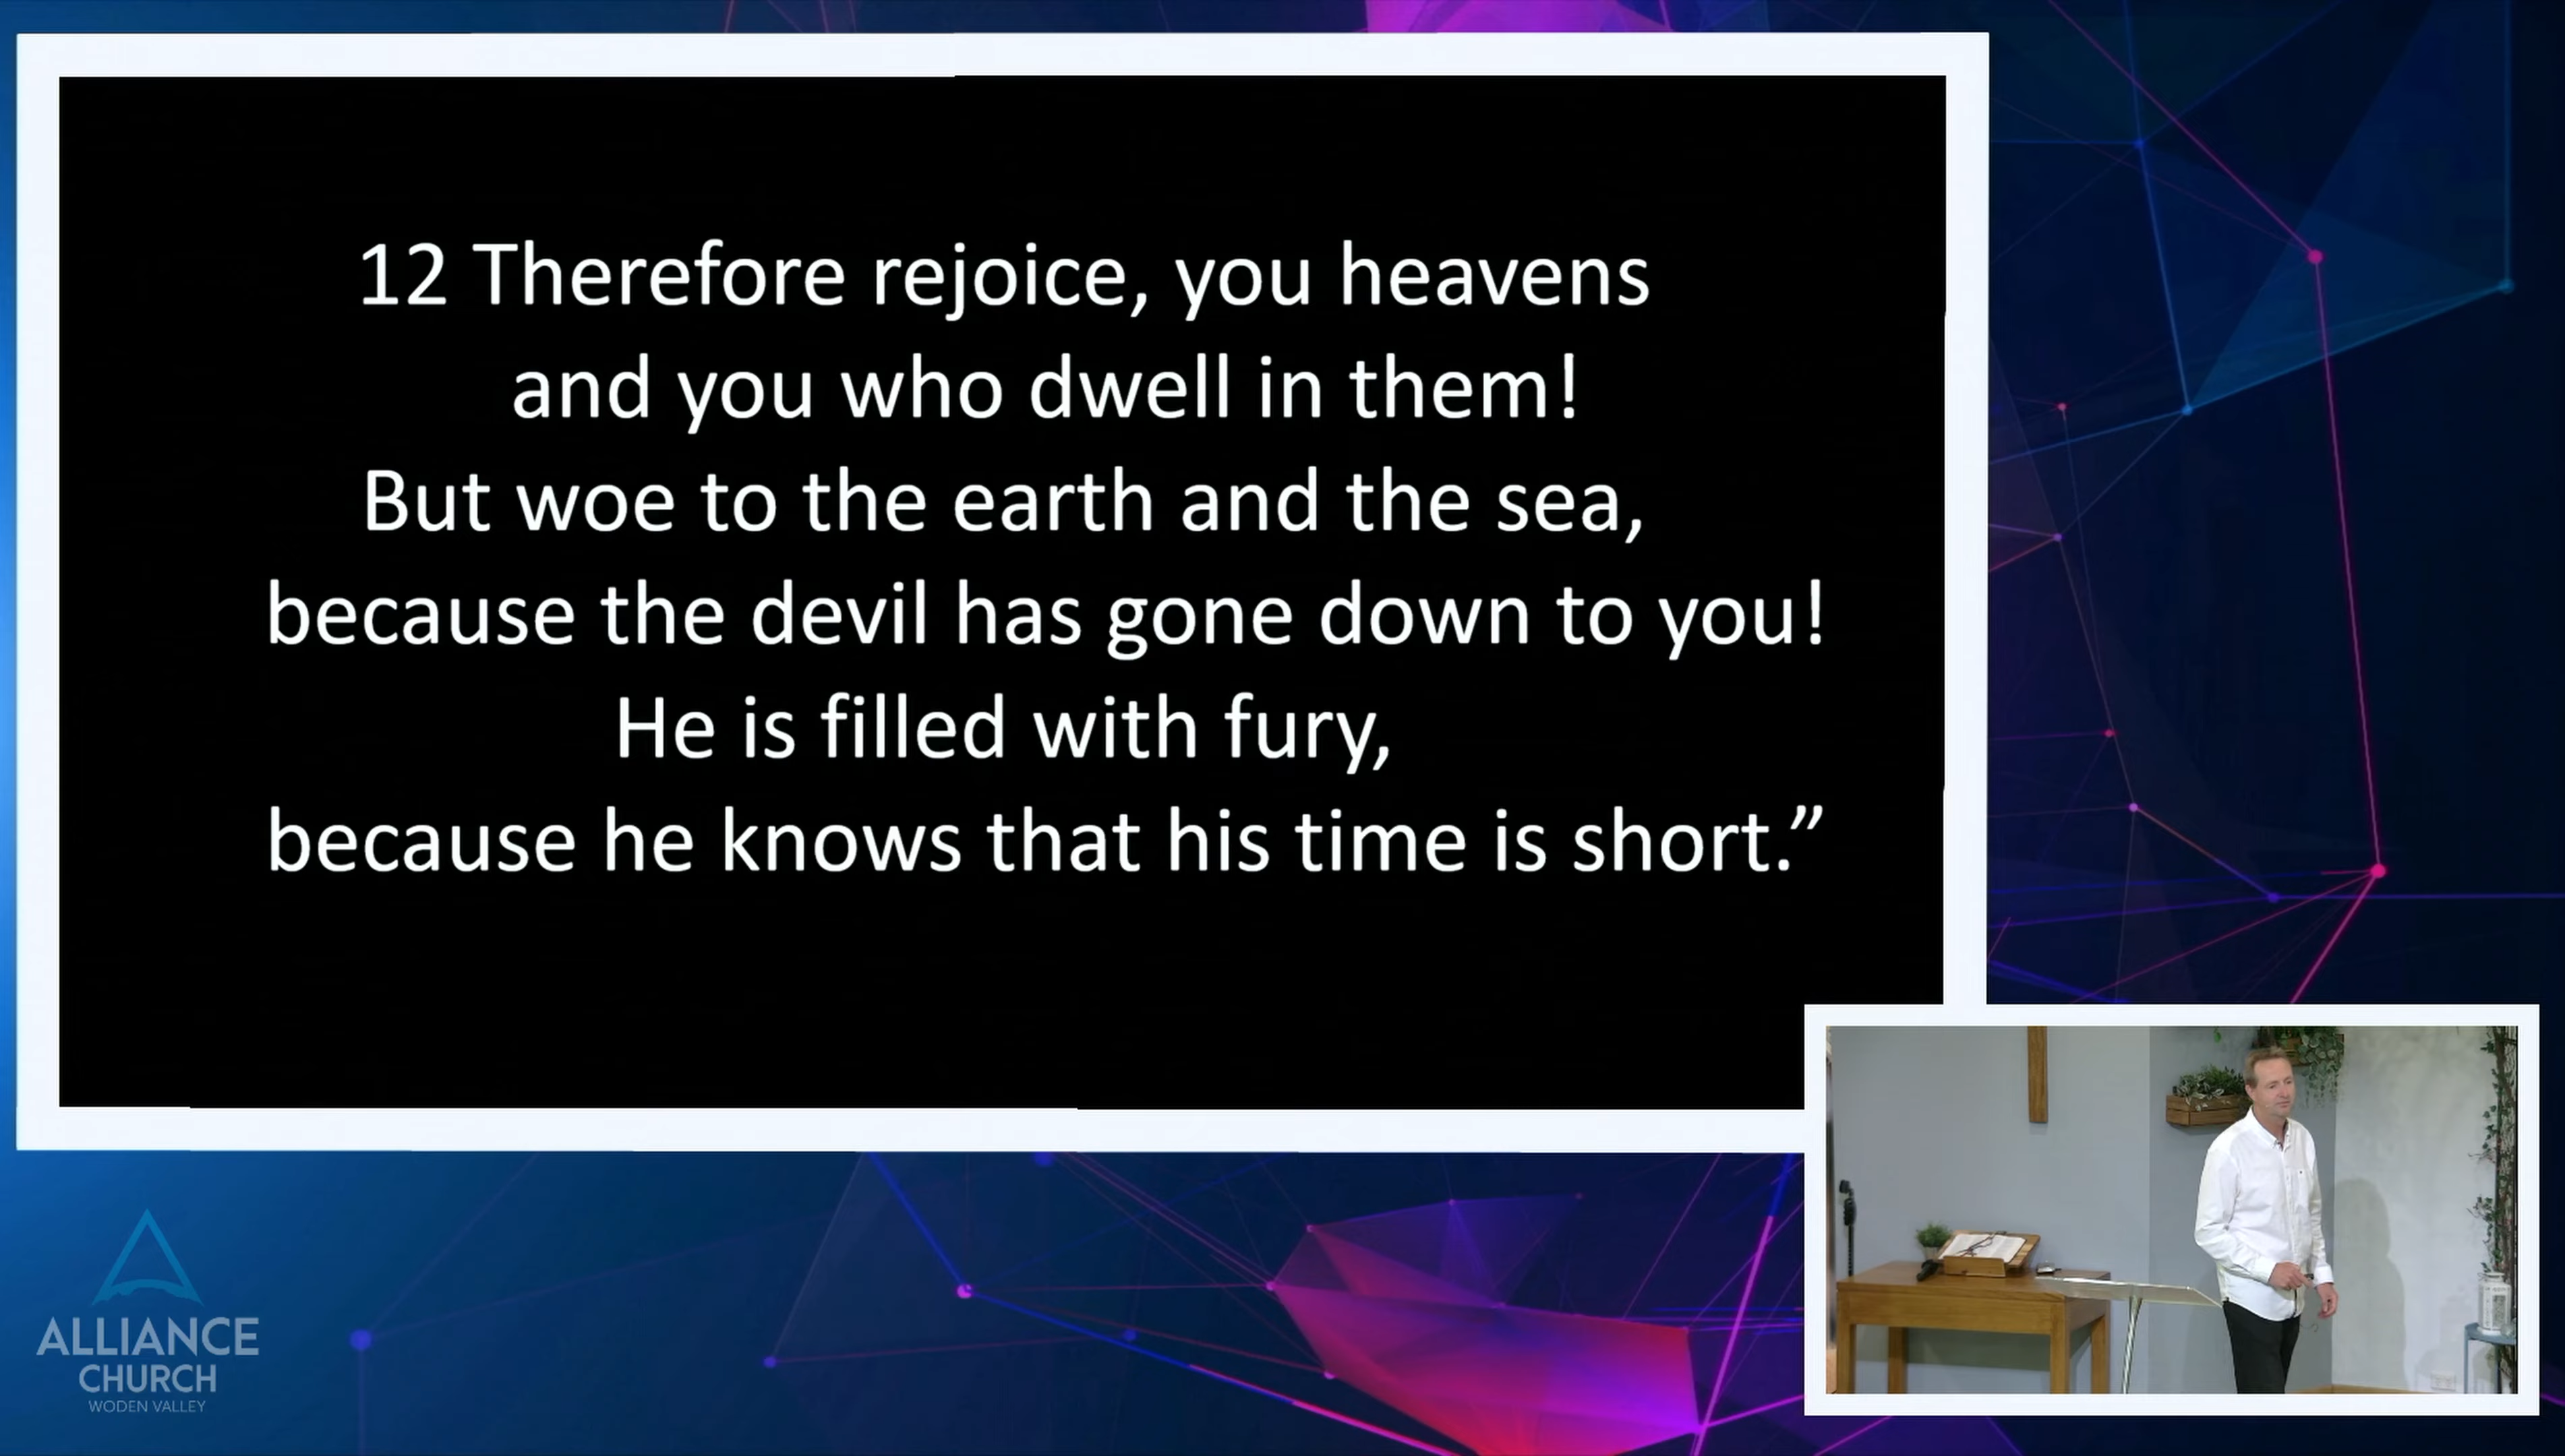 12 Therefore rejoice, you heavens
and you who dwell in them!
But woe to the earth and the sea,
because the devil has gone down to you!
He is filled with fury,
because he knows that his time is short.”
ALLIANCE
CHURCH
WODEN VALLEY